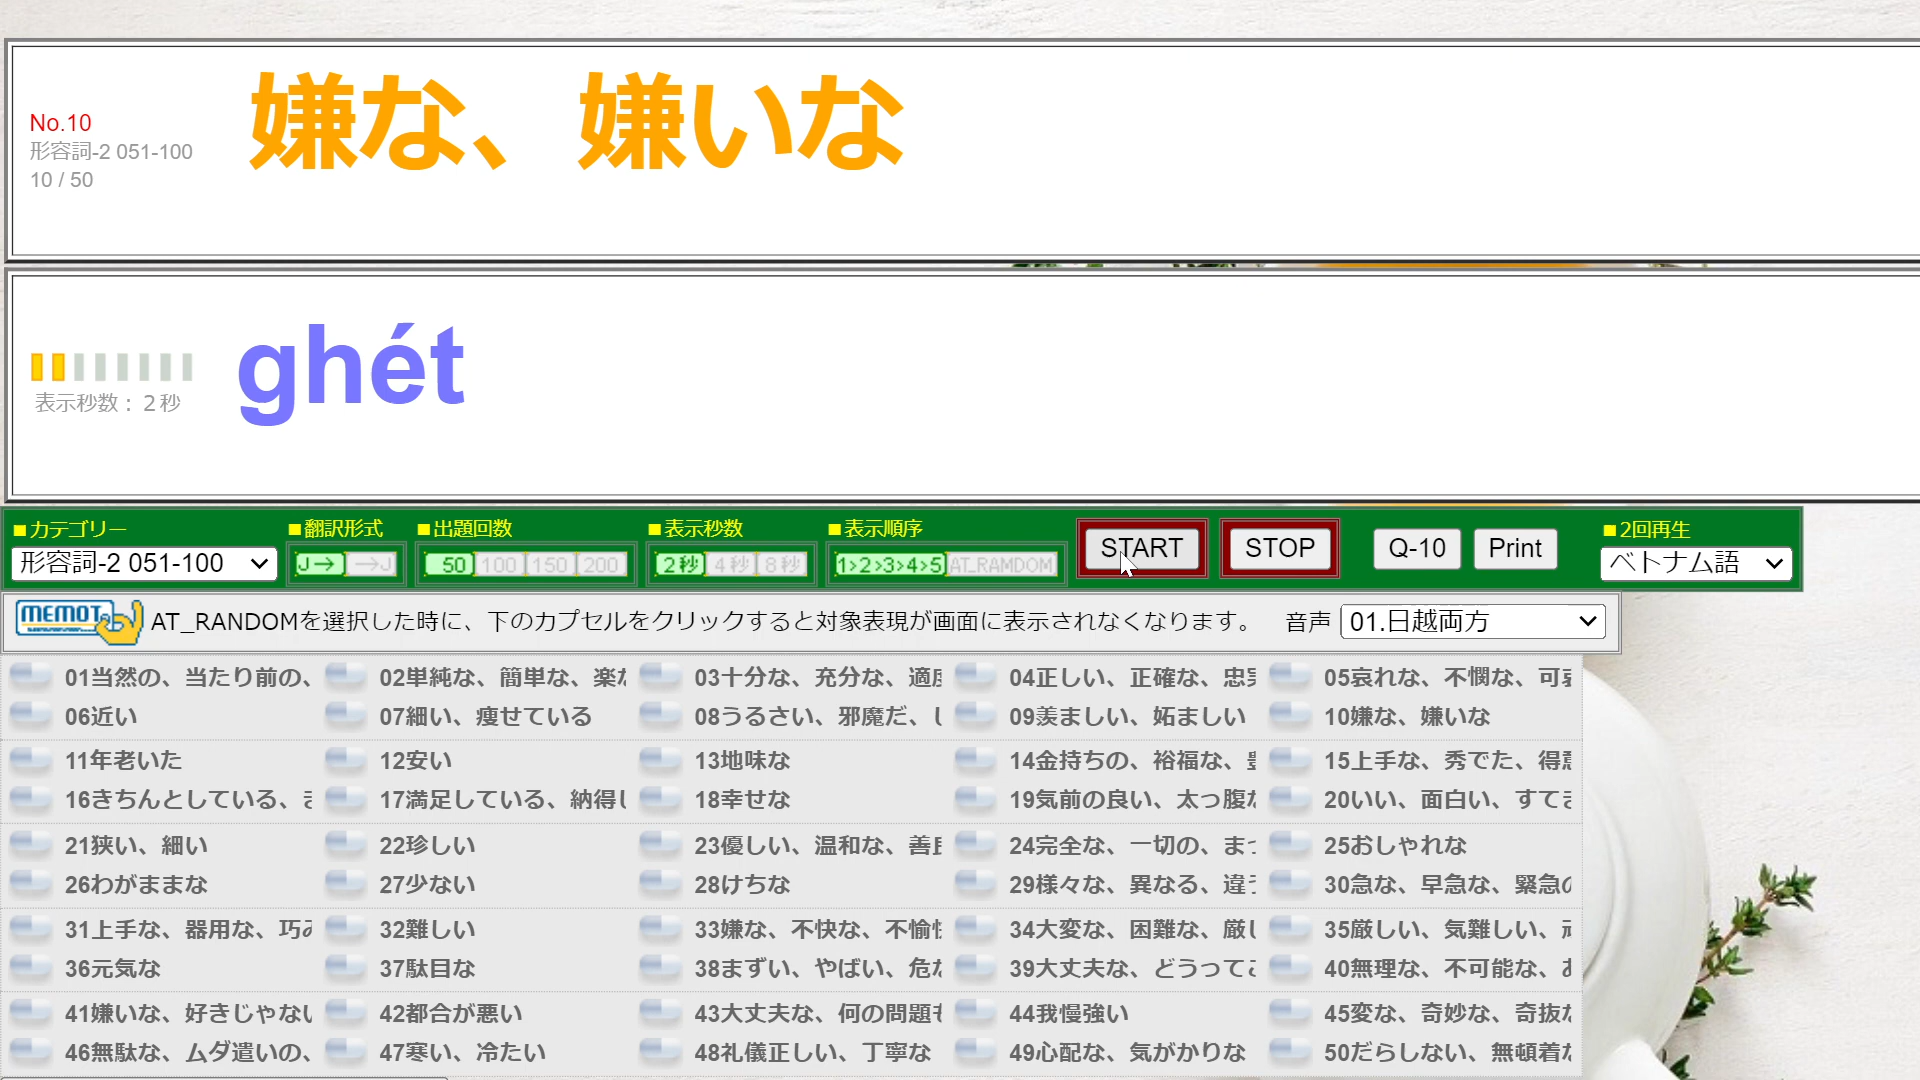 嫌な、嫌いな
No.10
形容詞-2 051-100
10 / 50
ghét
表示秒数：２秒
■カテゴリー ■翻訳形式 ■出題回数 ■表示秒数 ■表示順序 ■2回再生
形容詞-2 051-100 J→ →J 50 100 150 200 2秒 4秒 8秒 1>2>3>4>5 AT_RAMDOM START STOP Q-10 Print ベトナム語
MEMOT AT_RANDOMを選択した時に、下のカプセルをクリックすると対象表現が画面に表示されなくなります。 音声 01.日越両方
01当然の、当たり前の、 02単純な、簡単な、楽な 03十分な、充分な、適度 04正しい、正確な、忠実 05哀れな、不憫な、可哀
06近い 07細い、痩せている 08うるさい、邪魔だ、し 09羨ましい、妬ましい 10嫌な、嫌いな
11年老いた 12安い 13地味な 14金持ちの、裕福な、豊 15上手な、秀でた、得意
16きちんとしている、き 17満足している、納得し 18幸せな 19気前の良い、太っ腹な 20いい、面白い、すてき
21狭い、細い 22珍しい 23優しい、温和な、善良 24完全な、一切の、まっ 25おしゃれな
26わがままな 27少ない 28けちな 29様々な、異なる、違う 30急な、早急な、緊急の
31上手な、器用な、巧み 32難しい 33嫌な、不快な、不愉快 34大変な、困難な、厳し 35厳しい、気難しい、頑
36元気な 37駄目な 38まずい、やばい、危な 39大丈夫な、どうってこ 40無理な、不可能な、あ
41嫌いな、好きじゃない 42都合が悪い 43大丈夫な、何の問題も 44我慢強い 45変な、奇妙な、奇抜な
46無駄な、ムダ遣いの、 47寒い、冷たい 48礼儀正しい、丁寧な 49心配な、気がかりな 50だらしない、無頓着な